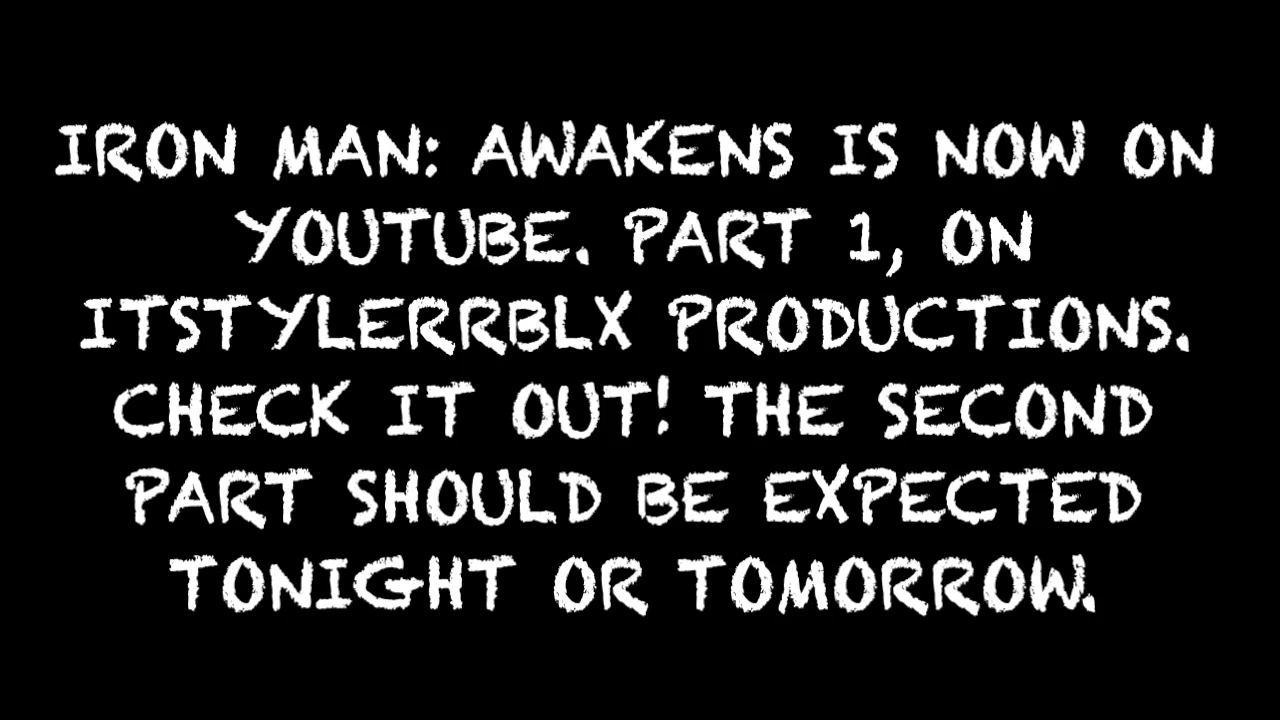 IRON MAN: AWAKENS IS NOW ON
YOUTUBE. PART 1, ON
ITSTYLERRBLX PRODUCTIONS.
CHECK IT OUT! THE SECOND
PART SHOULD BE EXPECTED
TONIGHT OR TOMORROW.